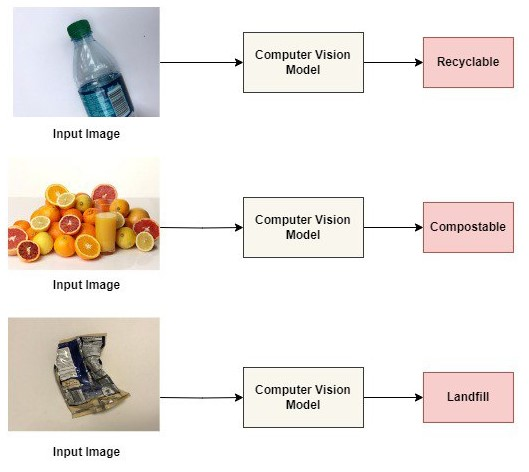 Computer Vision
Model
Recyclable
Input Image
Computer Vision
Model
Compostable
Input Image
Computer Vision
Model
Landfill
Input Image